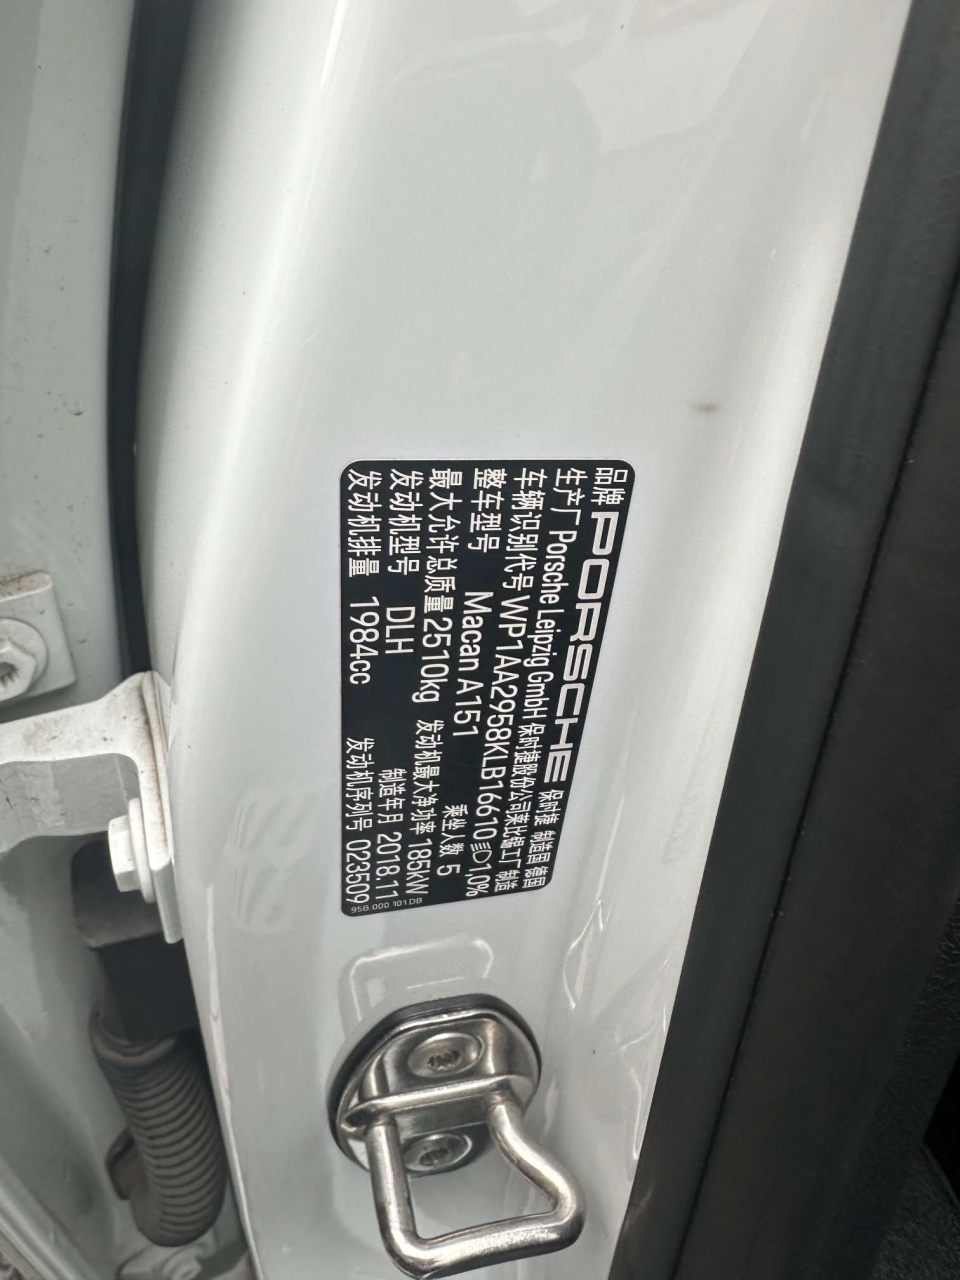 品牌 PORSCHE 保时捷 制造国 德国
生产厂 Porsche Leipzig GmbH 保时捷股份公司莱比锡工厂制造
车辆识别代号 WP1AA2958KLB16610 1,0%
整车型号 Macan A151 乘坐人数 5
最大允许总质量 2510kg 发动机最大净功率 185kW
发动机型号 DLH 制造年月 2018.11
发动机排量 1984cc 发动机序列号 023509
95B.000 101.DB